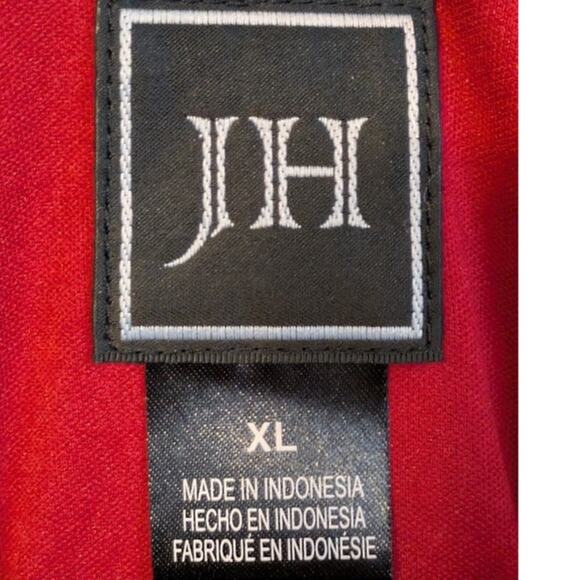 JH
XL
MADE IN INDONESIA
HECHO EN INDONESIA
FABRIQUÉ EN INDONÉSIE